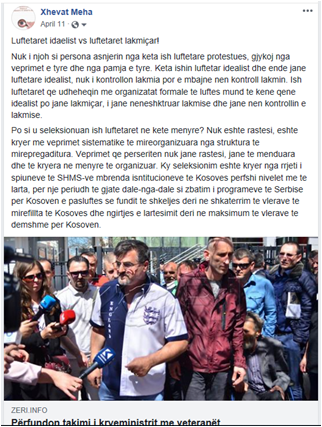 Xhevat Meha
April 11 ·
Luftetaret idaelist vs luftetaret lakmiçar!
Nuk i njoh si persona asnjerin nga keta ish luftetare protestues, gjykoj nga
veprimet e tyre dhe nga pamja e tyre. Keta ishin luftetar idealist dhe ende jane
luftetare idealist, nuk i kontrollon lakmia por e mbajne nen kontroll lakmin. Ish
luftetaret qe udheheqin me organizatat formale te luftes mund te kene qene
idealist po jane lakmiçar, i jane neneshktruar lakmise dhe jane nen kontrollin e
lakmise.
Po si u seleksionuan ish luftetaret ne kete menyre? Nuk eshte rastesi, eshte
kryer me veprimet sistematike te mireorganizuara nga struktura te
mirepregaditura. Veprimet qe perseriten nuk jane rastesi, jane te menduara
dhe te kryera ne menyre te organizuar. Ky seleksionim eshte kryer nga rrjeti i
spiuneve te SHMS-ve mbrenda isntitucioneve te Kosoves perfshi nivelet me te
larta, per nje periudh te gjate dale-nga-dale si zbatim i programeve te Serbise
per Kosoven e pasluftes se fundit te shkeljes deri ne shkaterrim te vlerave te
mirefillta te Kosoves dhe ngirtjes e lartesimit deri ne maksimum te vlerave te
demshme per Kosoven.
ENGLAND
ZERI.INFO
Përfundon takimi i kryeministrit me veteranët